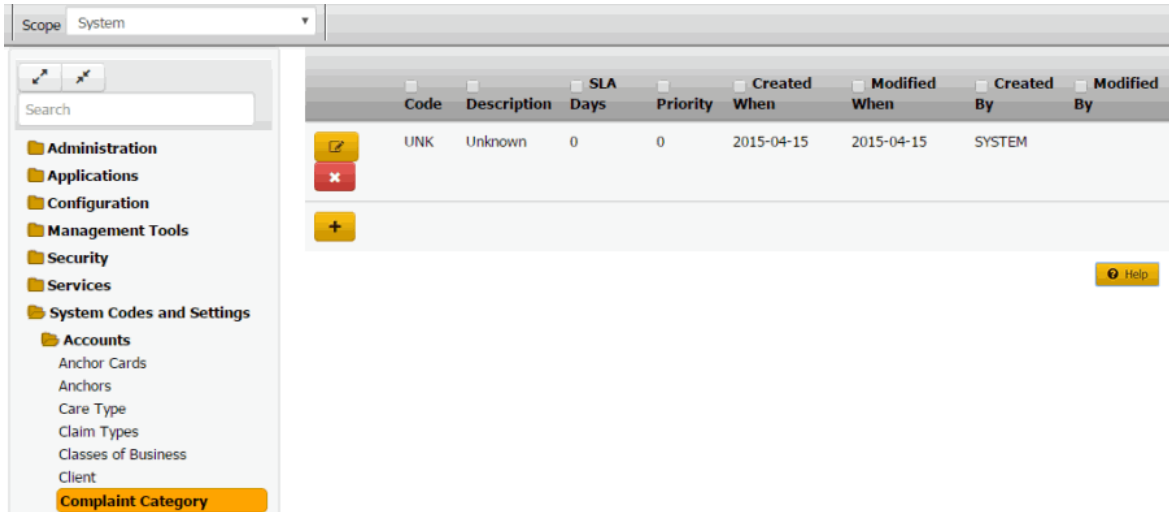 Scope System
Search
Administration
Applications
Configuration
Management Tools
Security
Services
System Codes and Settings
Accounts
Anchor Cards
Anchors
Care Type
Claim Types
Classes of Business
Client
Complaint Category
SLA Created Modified Created Modified
Code Description Days Priority When When By By
UNK Unknown 0 0 2015-04-15 2015-04-15 SYSTEM
Help